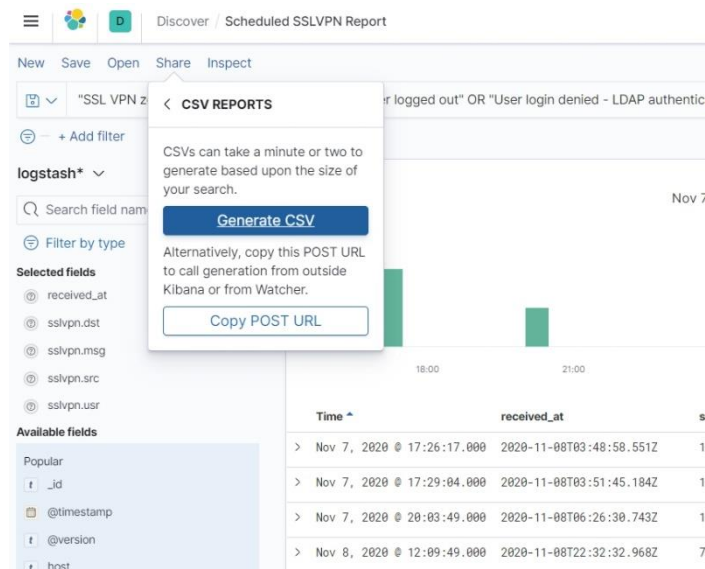 D Discover / Scheduled SSLVPN Report
New Save Open Share Inspect
"SSL VPN z
r logged out" OR "User login denied - LDAP authentic
+ Add filter
CSV REPORTS
CSVs can take a minute or two to
generate based upon the size of
your search.
Generate CSV
Alternatively, copy this POST URL
to call generation from outside
Kibana or from Watcher.
Copy POST URL
logstash*
Search field nam
Filter by type
Selected fields
received_at
sslvpn.dst
sslvpn.msg
sslvpn.src
sslvpn.usr
Available fields
Popular
t _id
@timestamp
t @version
t host
Nov 7
18:00 21:00
Time received_at s
Nov 7, 2020 @ 17:26:17.000 2020-11-08T03:48:58.551Z 1
Nov 7, 2020 @ 17:29:04.000 2020-11-08T03:51:45.184Z 1
Nov 7, 2020 @ 20:03:49.000 2020-11-08T06:26:30.743Z 1
Nov 8, 2020 @ 12:09:49.000 2020-11-08T22:32:32.968Z 7